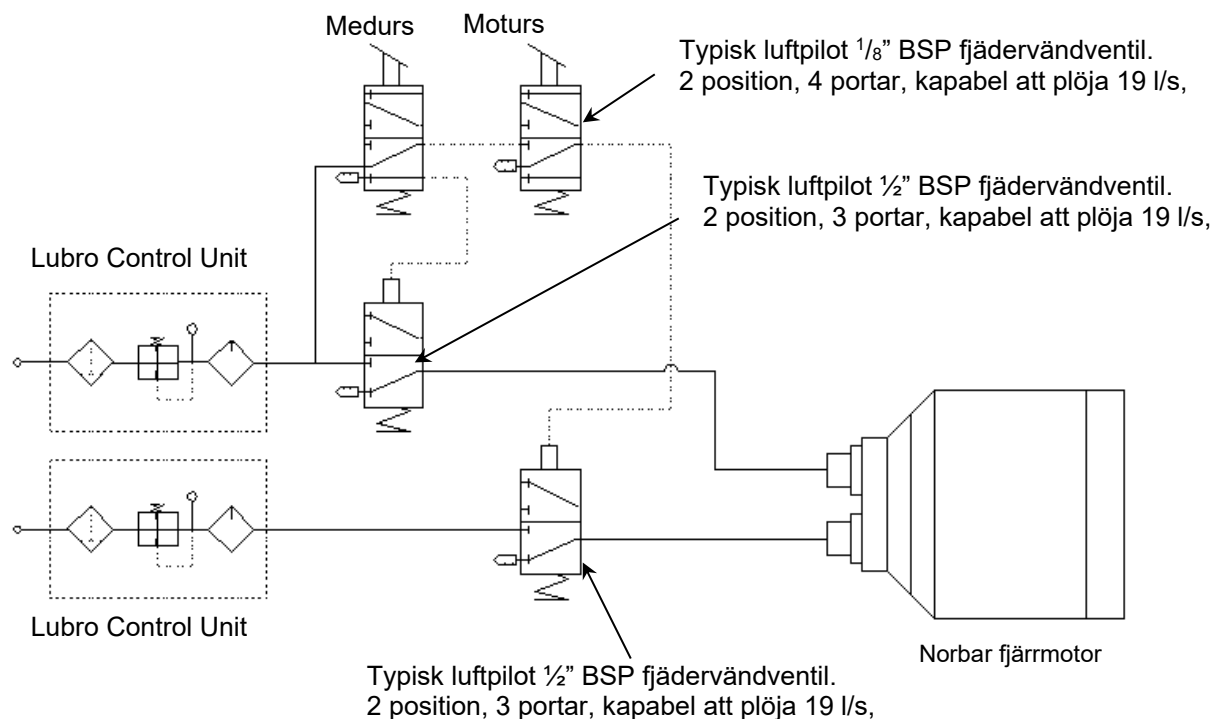 Medurs
Moturs
Typisk luftpilot 1/8” BSP fjädervändventil.
2 position, 4 portar, kapabel att plöja 19 l/s,
Typisk luftpilot ½” BSP fjädervändventil.
2 position, 3 portar, kapabel att plöja 19 l/s,
Lubro Control Unit
Lubro Control Unit
Norbar fjärrmotor
Typisk luftpilot ½” BSP fjädervändventil.
2 position, 3 portar, kapabel att plöja 19 l/s,